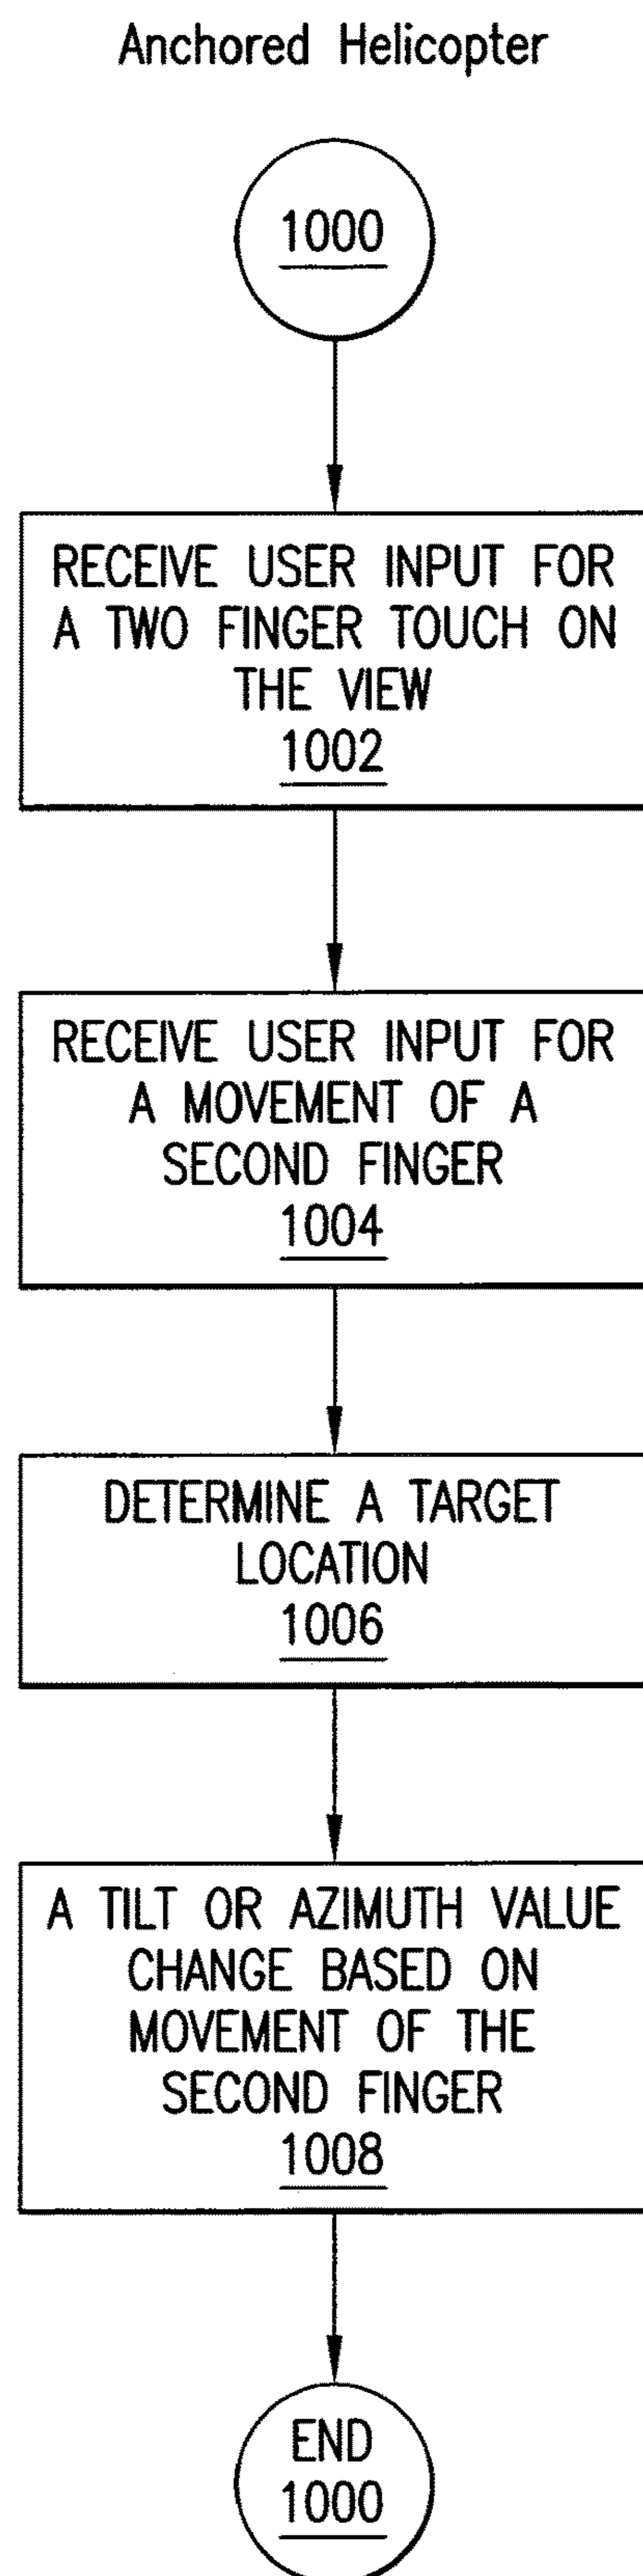 Anchored Helicopter
1000
RECEIVE USER INPUT FOR
A TWO FINGER TOUCH ON
THE VIEW
1002
RECEIVE USER INPUT FOR
A MOVEMENT OF A
SECOND FINGER
1004
DETERMINE A TARGET
LOCATION
1006
A TILT OR AZIMUTH VALUE
CHANGE BASED ON
MOVEMENT OF THE
SECOND FINGER
1008
END
1000